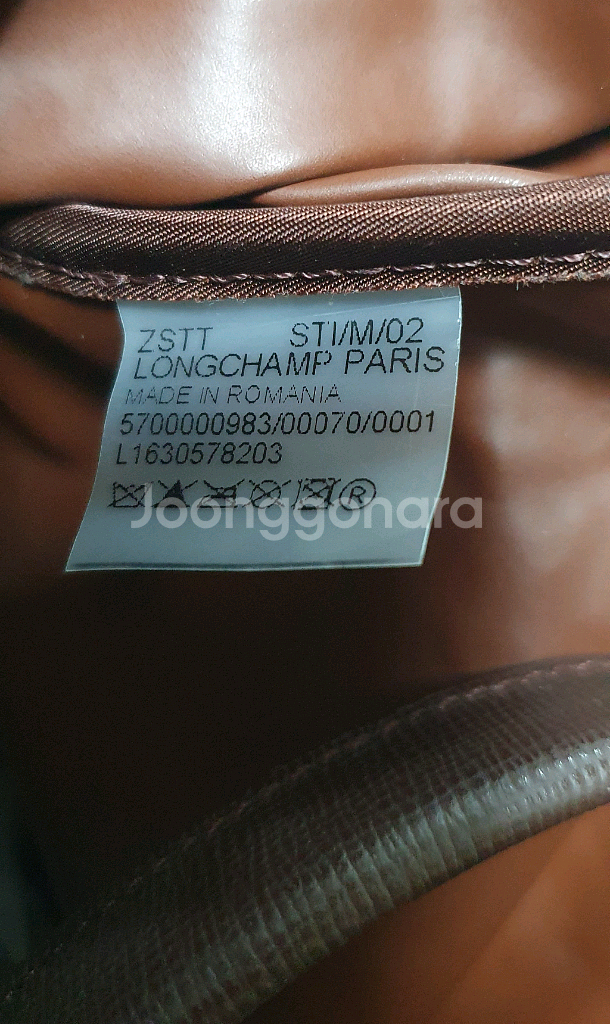 ZSTT STI/M/02
LONGCHAMP PARIS
MADE IN ROMANIA
5700000983/00070/0001
L1630578203
Ⓡ
Joonggonara